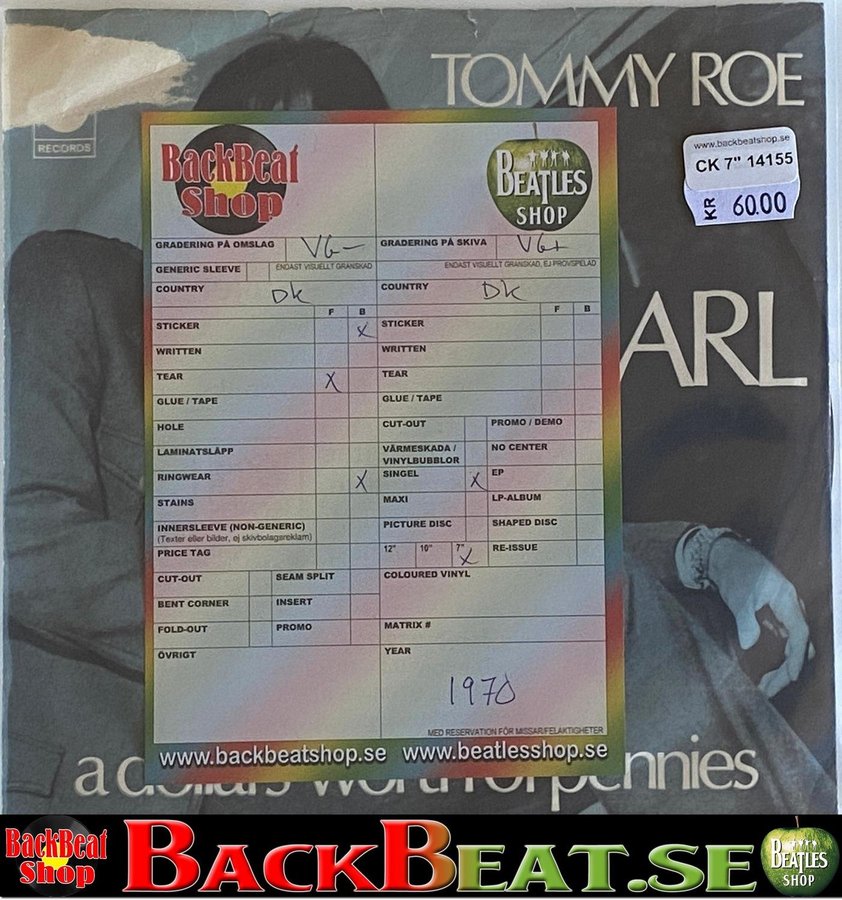 TOMMY ROE
RECORDS
www.backbeatshop.se
CK 7" 14155
KR 60.00
ARL
BackBeat
Shop
BEATLES
SHOP
GRADERING PÅ OMSLAG VG-
GRADERING PÅ SKIVA VG+
GENERIC SLEEVE
ENDAST VISUELLT GRANSKAD
ENDAST VISUELLT GRANSKAD, EJ PROVSPELAD
COUNTRY DK
COUNTRY DK
F B
F B
STICKER X
STICKER
WRITTEN
WRITTEN
TEAR X
TEAR
GLUE / TAPE
GLUE / TAPE
HOLE
CUT-OUT
PROMO / DEMO
LAMINATSLÄPP
VÄRMESKADA /
VINYLBUBBLOR
NO CENTER
RINGWEAR X
SINGEL X
EP
STAINS
MAXI
LP-ALBUM
INNERSLEEVE (NON-GENERIC)
(Texter eller bilder, ej skivbolagsreklam)
PICTURE DISC
SHAPED DISC
PRICE TAG
12" 10" 7" X
RE-ISSUE
CUT-OUT
SEAM SPLIT
COLOURED VINYL
BENT CORNER
INSERT
FOLD-OUT
PROMO
MATRIX #
ÖVRIGT
YEAR
1970
MED RESERVATION FÖR MISSAR/FELAKTIGHETER
www.backbeatshop.se www.beatlesshop.se
a dollars worth of pennies
BackBeat
Shop
BACKBEAT.SE
BEATLES
SHOP